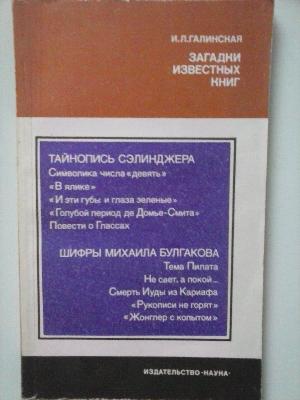 И.Л.ГАЛИНСКАЯ
ЗАГАДКИ
ИЗВЕСТНЫХ
КНИГ
ТАЙНОПИСЬ СЭЛИНДЖЕРА
Символика числа «девять»
«В ялике»
«И эти губы и глаза зеленые»
«Голубой период де Домье-Смита»
Повести о Глассах
ШИФРЫ МИХАИЛА БУЛГАКОВА
Тема Пилата
Не свет, а покой...
Смерть Иуды из Кариафа
«Рукописи не горят»
«Жонглер с копытом»
ИЗДАТЕЛЬСТВО «НАУКА»